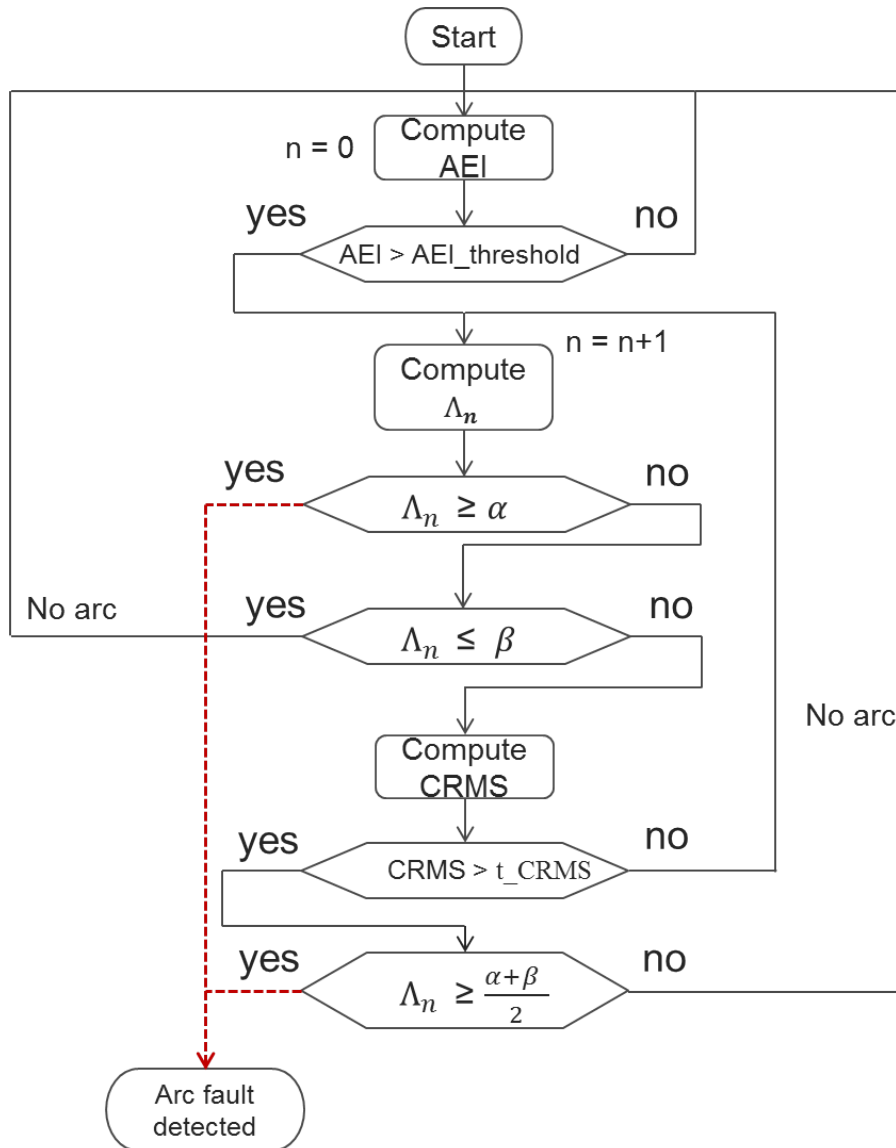 Start
n = 0
Compute
AEI
yes
no
AEI > AEI_threshold
n = n+1
Compute
Λₙ
yes
no
Λₙ ≥ α
No arc
yes
no
Λₙ ≤ β
No arc
Compute
CRMS
yes
no
CRMS > t_CRMS
yes
no
Λₙ ≥ (α+β)/2
Arc fault
detected